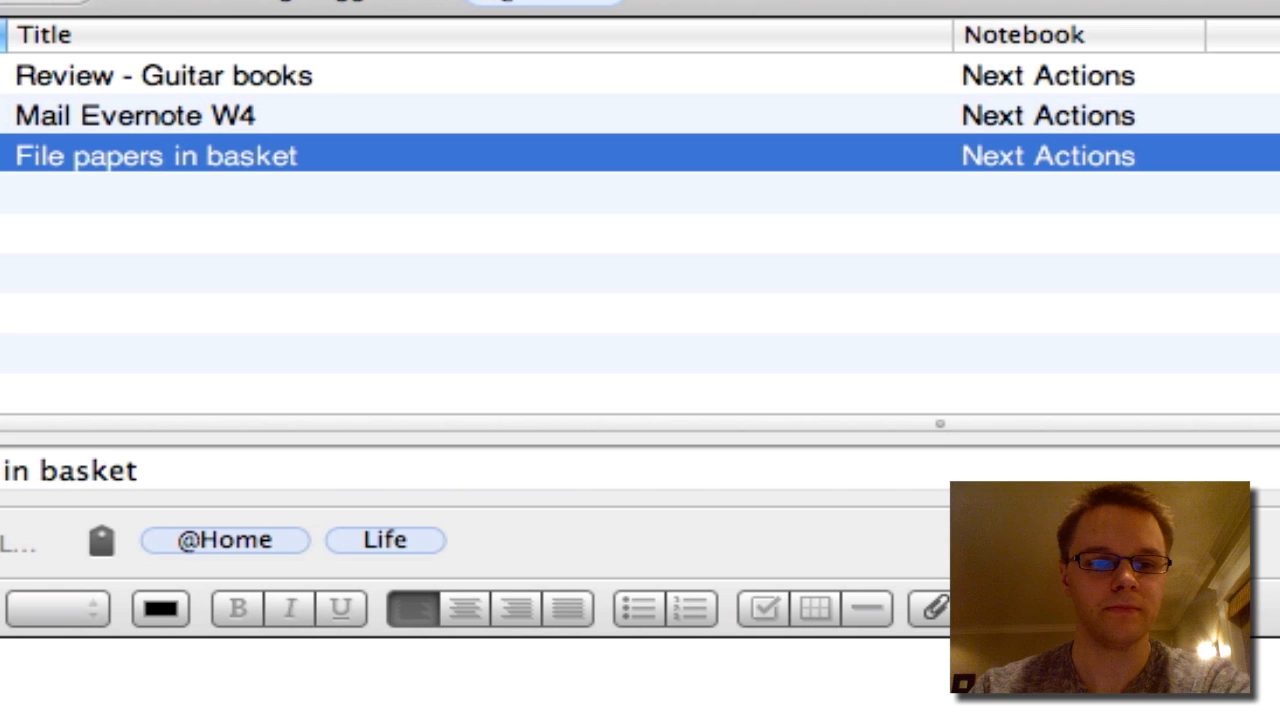 Title Notebook
Review - Guitar books Next Actions
Mail Evernote W4 Next Actions
File papers in basket Next Actions
in basket
L... @Home Life
B I U